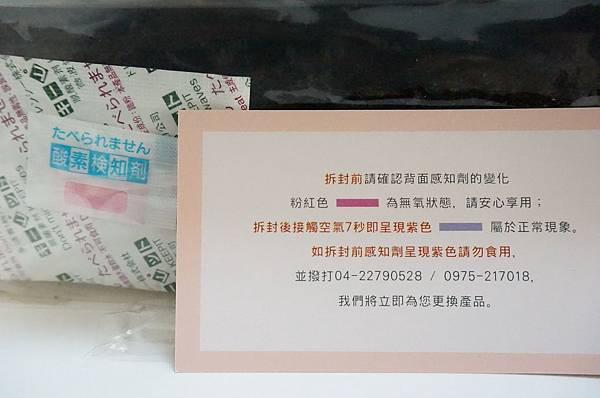 たべられません
酸素検知剤
拆封前請確認背面感知劑的變化
粉紅色 為無氧狀態，請安心享用；
拆封後接觸空氣7秒即呈現紫色 屬於正常現象。
如拆封前感知劑呈現紫色請勿食用，
並撥打04-22790528 / 0975-217018，
我們將立即為您更換產品。